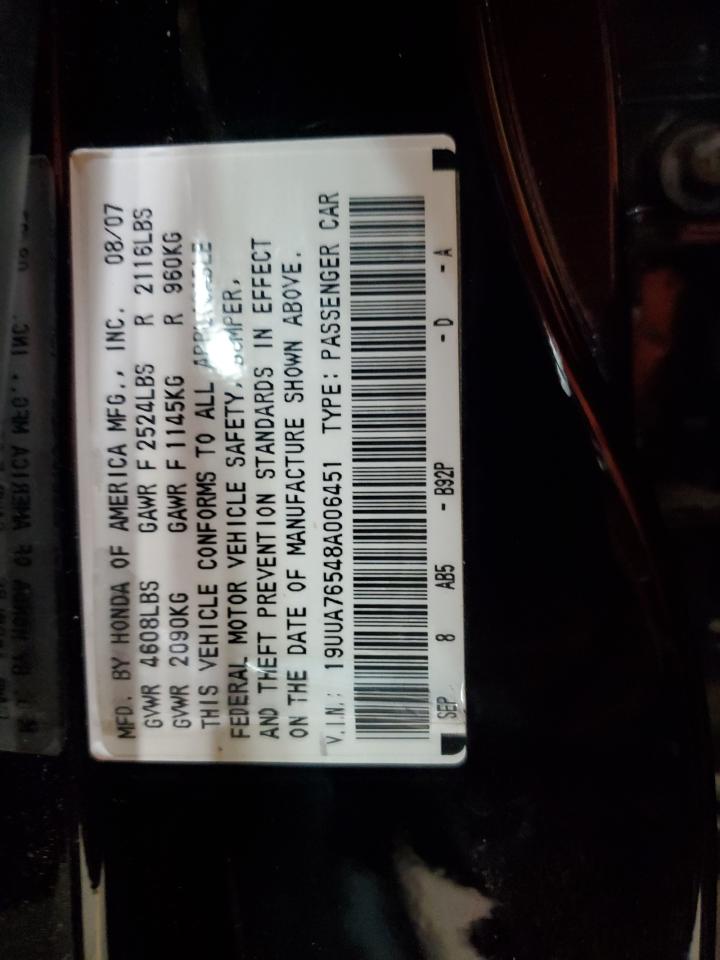 MFD. BY HONDA OF AMERICA MFG., INC. 08/07
GVWR 4608LBS GAWR F 2524LBS R 2116LBS
GVWR 2090KG GAWR F 1145KG R 960KG
THIS VEHICLE CONFORMS TO ALL APPLICABLE
FEDERAL MOTOR VEHICLE SAFETY, BUMPER,
AND THEFT PREVENTION STANDARDS IN EFFECT
ON THE DATE OF MANUFACTURE SHOWN ABOVE.
V.I.N.: 19UUA76548A006451 TYPE: PASSENGER CAR
SEP 8 AB5 - B92P - D - A